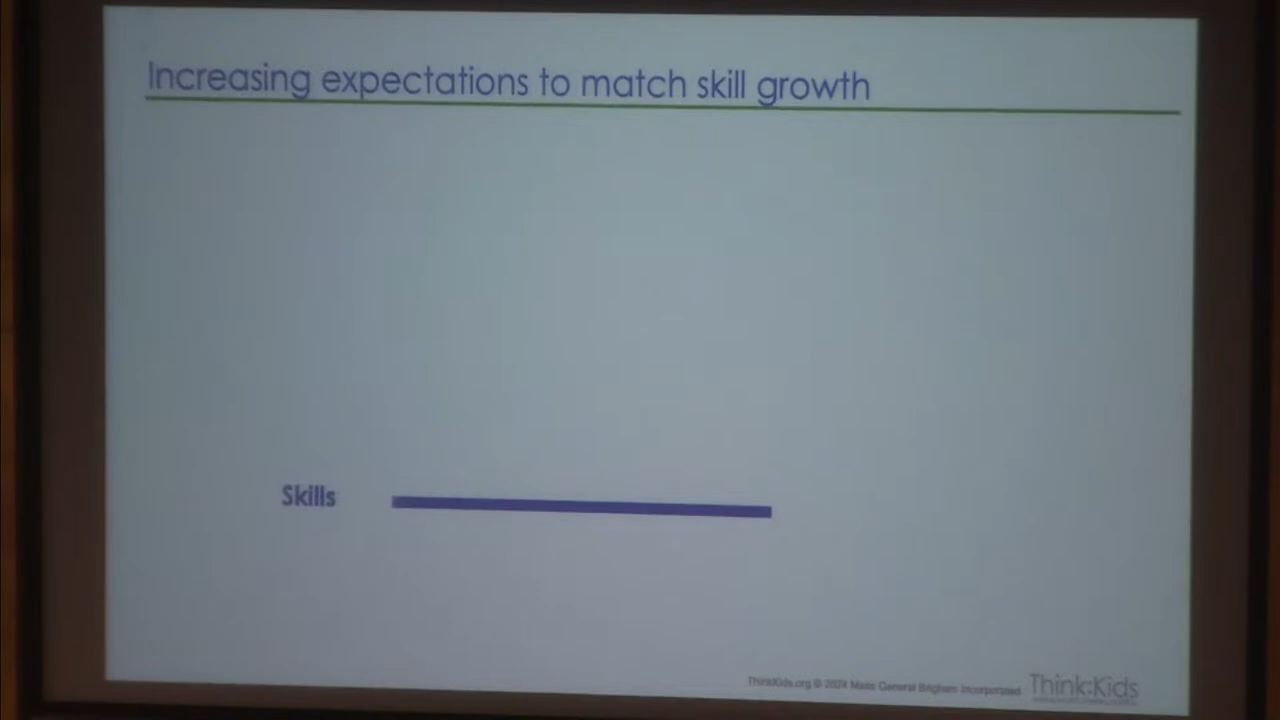 Increasing expectations to match skill growth
Skills
ThinkKids.org © 2024 Mass General Brigham Incorporated
Think:Kids